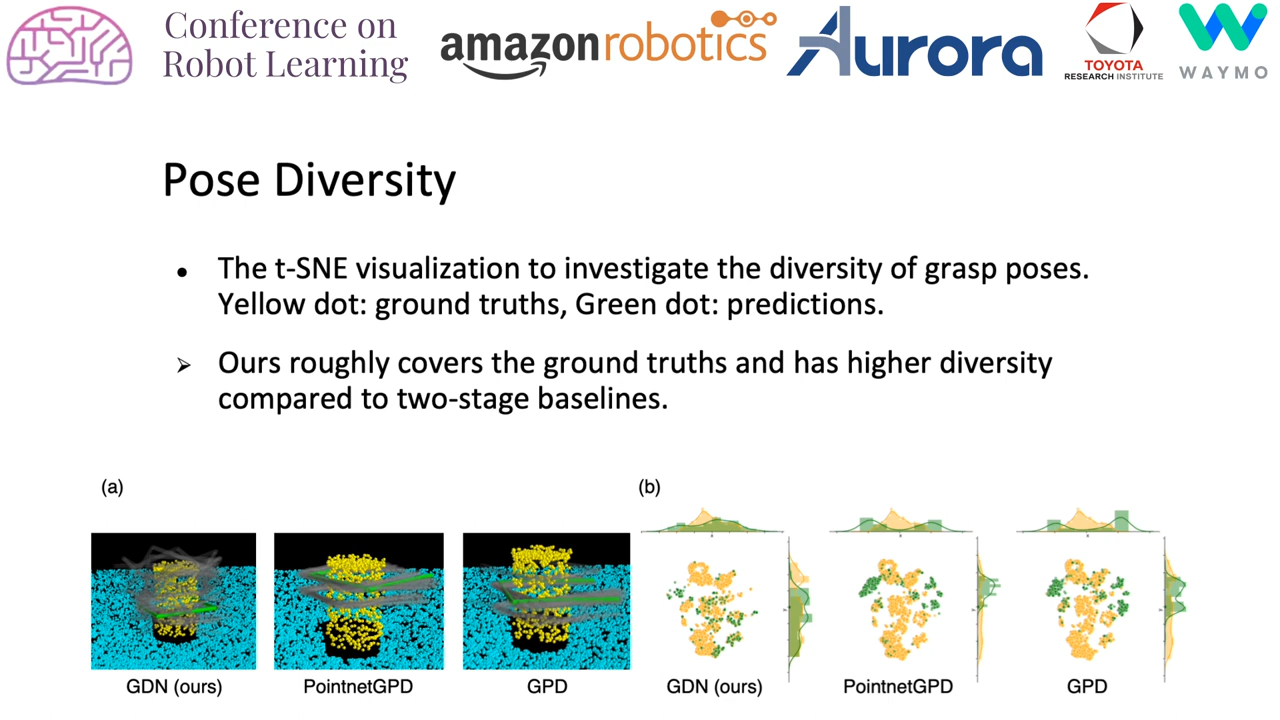 Conference on
Robot Learning
amazonrobotics
Aurora
TOYOTA
RESEARCH INSTITUTE
WAYMO
Pose Diversity
● The t-SNE visualization to investigate the diversity of grasp poses.
Yellow dot: ground truths, Green dot: predictions.
➢ Ours roughly covers the ground truths and has higher diversity
compared to two-stage baselines.
(a)
(b)
GDN (ours)
PointnetGPD
GPD
GDN (ours)
PointnetGPD
GPD